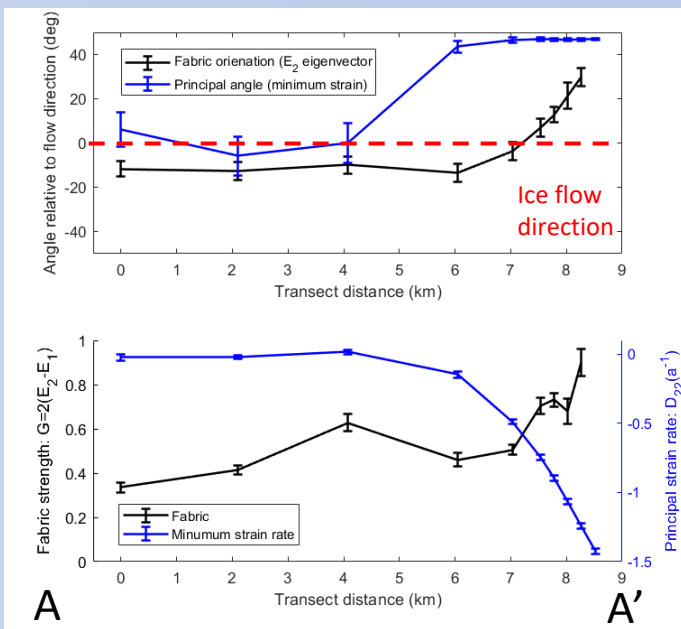 Angle relative to flow direction (deg)
40
20
0
-20
-40
Fabric orienation (E2 eigenvector
Principal angle (minimum strain)
Ice flow
direction
0 1 2 3 4 5 6 7 8 9
Transect distance (km)
Fabric strength: G=2(E2-E1)
1
0.8
0.6
0.4
0.2
0
Fabric
Minumum strain rate
0
-0.5
-1
-1.5
Principal strain rate: D22(a-1)
0 1 2 3 4 5 6 7 8 9
Transect distance (km)
A A'